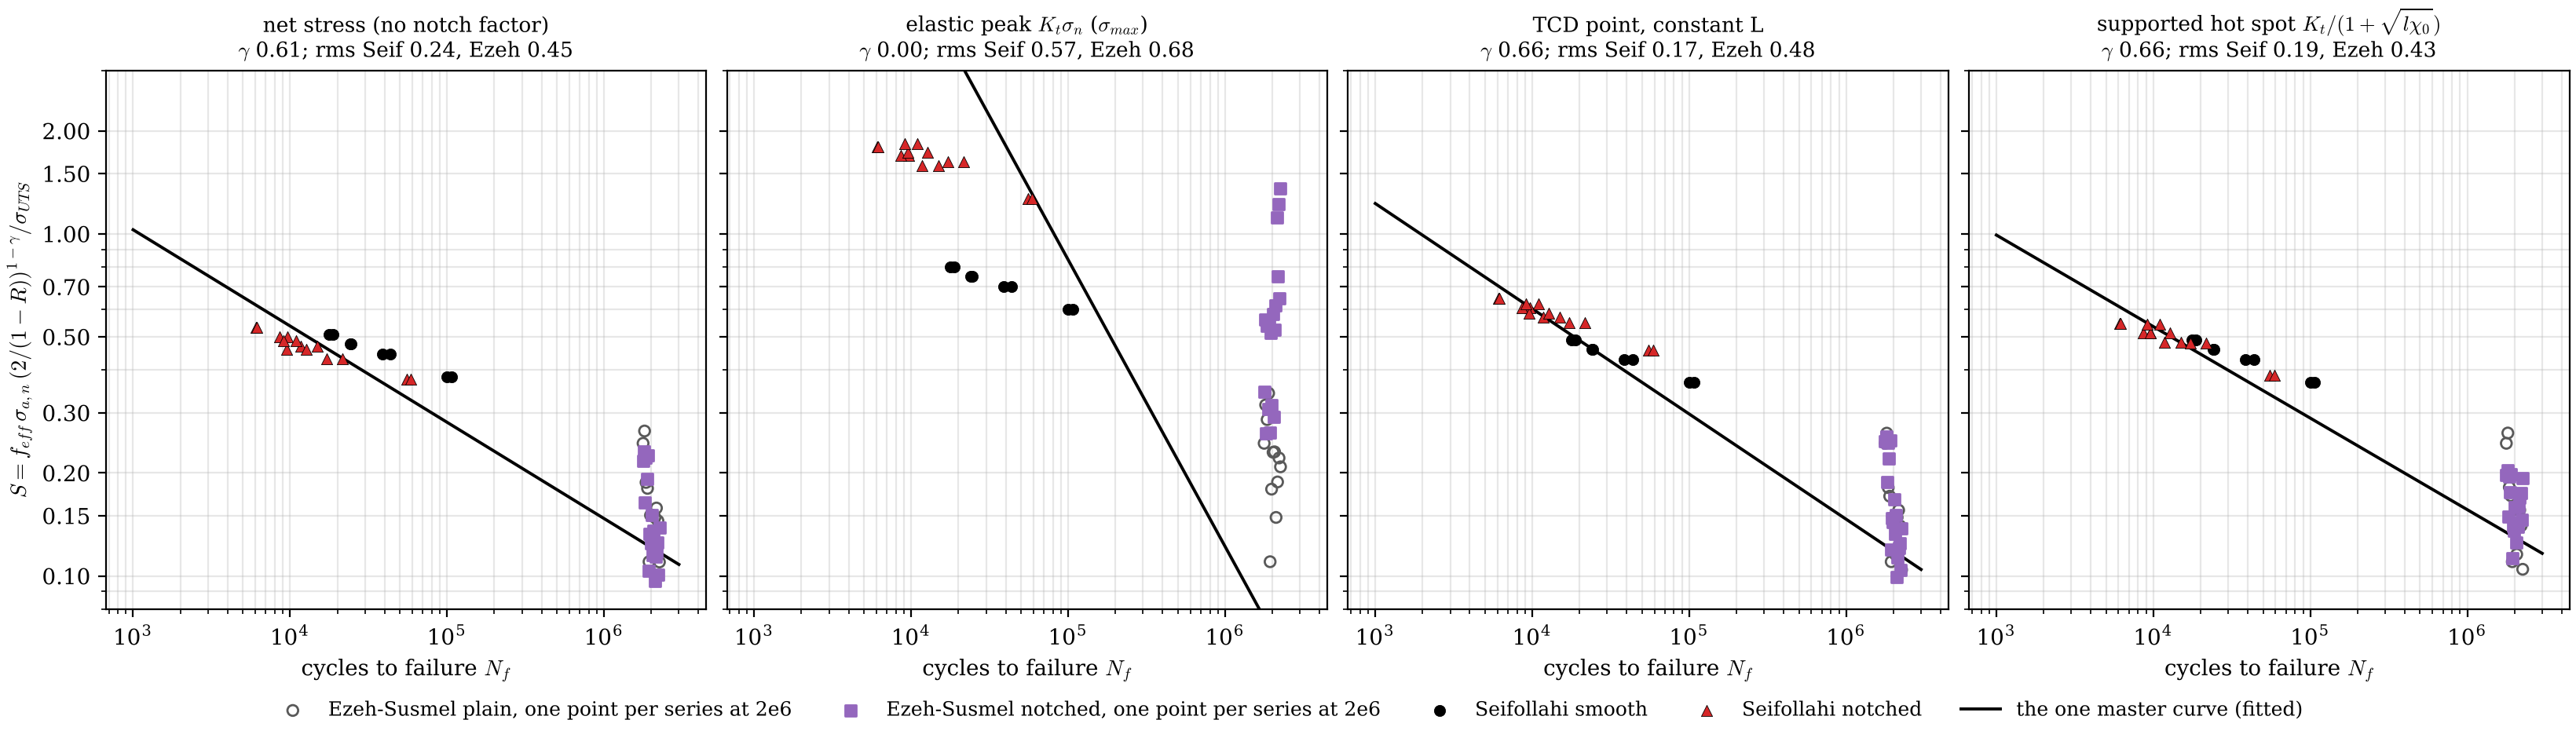 net stress (no notch factor)
γ 0.61; rms Seif 0.24, Ezeh 0.45
elastic peak K_tσ_n (σ_max)
γ 0.00; rms Seif 0.57, Ezeh 0.68
TCD point, constant L
γ 0.66; rms Seif 0.17, Ezeh 0.48
supported hot spot K_t/(1 + √lχ₀)
γ 0.66; rms Seif 0.19, Ezeh 0.43
S = f_eff σ_a,n (2/(1 − R))^{1−γ}/σ_UTS
2.00
1.50
1.00
0.70
0.50
0.30
0.20
0.15
0.10
10³ 10⁴ 10⁵ 10⁶
10³ 10⁴ 10⁵ 10⁶
10³ 10⁴ 10⁵ 10⁶
10³ 10⁴ 10⁵ 10⁶
cycles to failure N_f
cycles to failure N_f
cycles to failure N_f
cycles to failure N_f
Ezeh-Susmel plain, one point per series at 2e6
Ezeh-Susmel notched, one point per series at 2e6
Seifollahi smooth
Seifollahi notched
the one master curve (fitted)